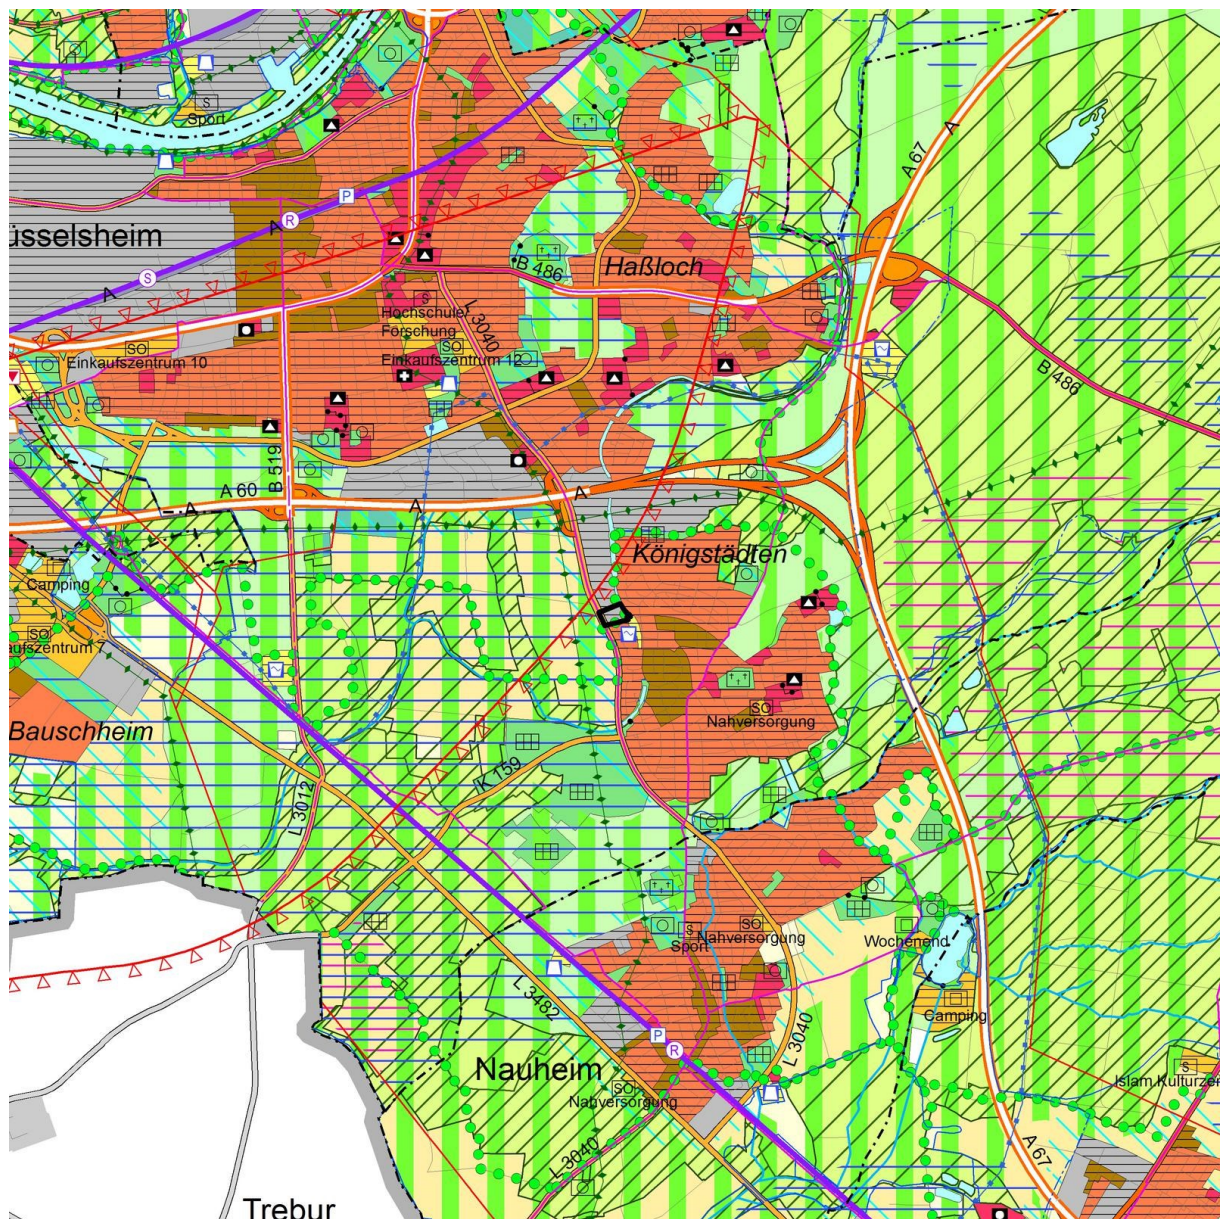 Sport
A
A 67
üsselsheim
R
P
A
S
A
Haßloch
B 486
S
Hochschule/
Forschung
L 3040
SO
Einkaufszentrum 10
SO
Einkaufszentrum 12
B 486
B 519
A 60
A
A
A
Königstädten
Camping
SO
aufszentrum 7
SO
Nahversorgung
Bauschheim
K 159
L 3012
S
Sport
SO
Nahversorgung
Wochenend
L 3482
Camping
P
R
L 3040
Nauheim
SO
Nahversorgung
S
Islam.Kulturzen
L 3040
A 67
Trebur